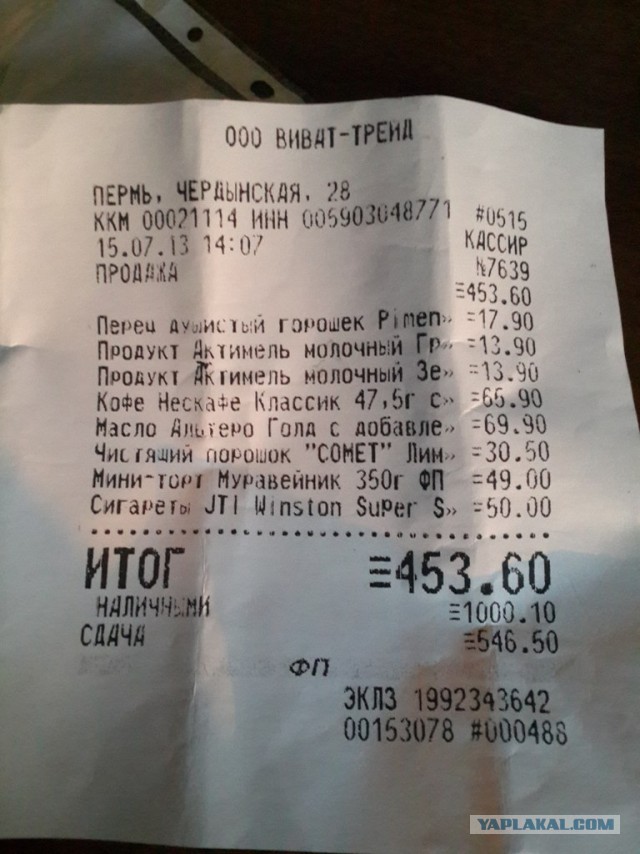 ООО ВИВАТ-ТРЕЙД
ПЕРМЬ, ЧЕРДЫНСКАЯ, 28
ККМ 00021114 ИНН 005903048771 #0515
15.07.13 14:07 КАССИР
ПРОДАЖА №7639
≡453.60
Перец душистый горошек Pimen» =17.90
Продукт Актимель молочный Гр» =13.90
Продукт Актимель молочный Зе» =13.90
Кофе Нескафе Классик 47,5г с» =65.90
Масло Альтеро Голд с добавле» =69.90
Чистящий порошок "COMET" Лим» =30.50
Мини-торт Муравейник 350г ФП =49.00
Сигареты JTI Winston Super S» =50.00
ИТОГ ≡453.60
НАЛИЧНЫМИ ≡1000.10
СДАЧА ≡546.50
ФП
ЭКЛЗ 1992343642
00153078 #000488
YAPLAKAL.COM